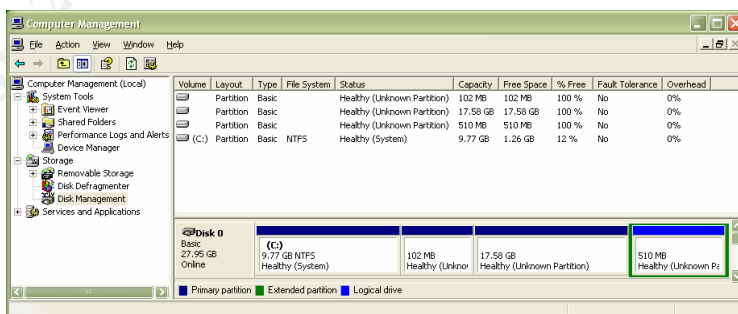 Computer Management
File Action View Window Help
Computer Management (Local)
System Tools
Event Viewer
Shared Folders
Performance Logs and Alerts
Device Manager
Storage
Removable Storage
Disk Defragmenter
Disk Management
Services and Applications
Volume Layout Type File System Status Capacity Free Space % Free Fault Tolerance Overhead
Partition Basic Healthy (Unknown Partition) 102 MB 102 MB 100 % No 0%
Partition Basic Healthy (Unknown Partition) 17.58 GB 17.58 GB 100 % No 0%
Partition Basic Healthy (Unknown Partition) 510 MB 510 MB 100 % No 0%
(C:) Partition Basic NTFS Healthy (System) 9.77 GB 1.26 GB 12 % No 0%
Disk 0
Basic
27.95 GB
Online
(C:)
9.77 GB NTFS
Healthy (System)
102 MB
Healthy (Unkno
17.58 GB
Healthy (Unknown Partition)
510 MB
Healthy (Unknown Pa
Primary partition Extended partition Logical drive